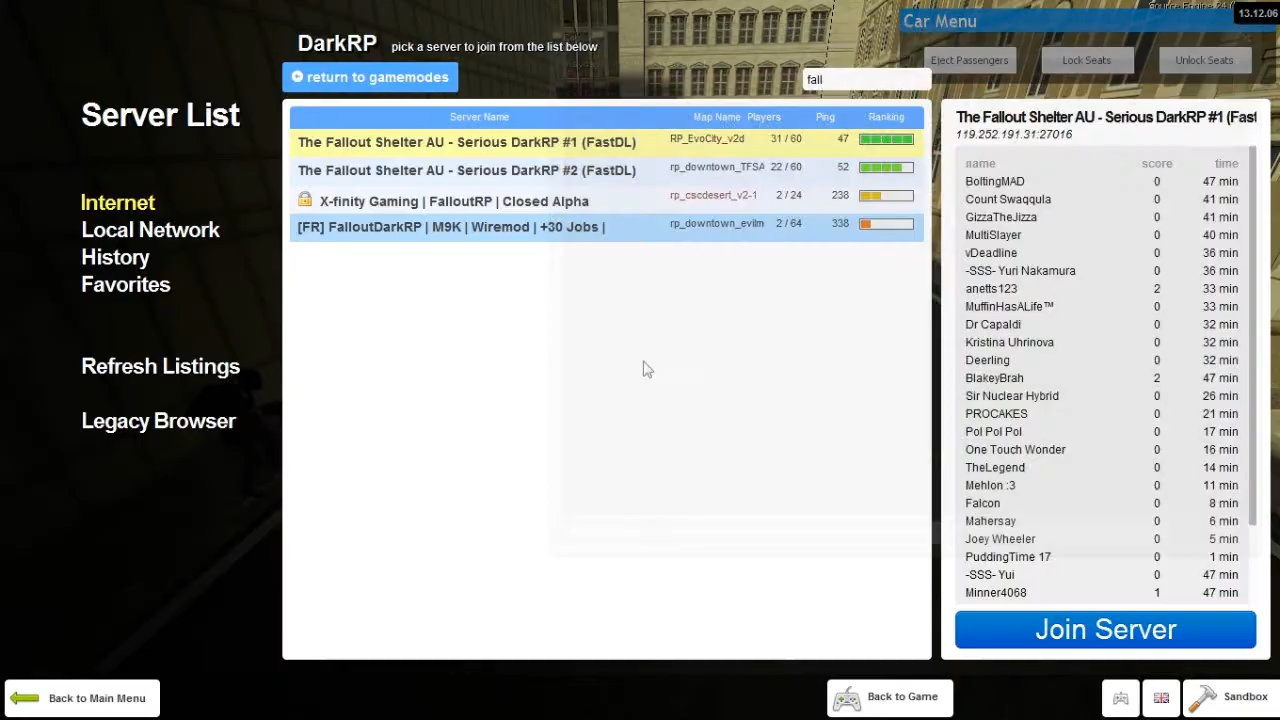 13.12.06
Car Menu
Eject Passengers Lock Seats Unlock Seats
DarkRP pick a server to join from the list below
return to gamemodes
fall
Server List
Internet
Local Network
History
Favorites
Refresh Listings
Legacy Browser
Server Name Map Name Players Ping Ranking
The Fallout Shelter AU - Serious DarkRP #1 (FastDL) RP_EvoCity_v2d 31 / 60 47
The Fallout Shelter AU - Serious DarkRP #2 (FastDL) rp_downtown_TFSA 22 / 60 52
X-finity Gaming | FalloutRP | Closed Alpha rp_cscdesert_v2-1 2 / 24 238
[FR] FalloutDarkRP | M9K | Wiremod | +30 Jobs | rp_downtown_evilm 2 / 64 338
The Fallout Shelter AU - Serious DarkRP #1 (Fast
119.252.191.31:27016
name score time
BoltingMAD 0 47 min
Count Swaqqula 0 41 min
GizzaTheJizza 0 41 min
MultiSlayer 0 40 min
vDeadline 0 36 min
-SSS- Yuri Nakamura 0 36 min
anetts123 2 33 min
MuffinHasALife™ 0 33 min
Dr Capaldi 0 32 min
Kristina Uhrinova 0 32 min
Deerling 0 32 min
BlakeyBrah 2 47 min
Sir Nuclear Hybrid 0 26 min
PROCAKES 0 21 min
Pol Pol Pol 0 17 min
One Touch Wonder 0 16 min
TheLegend 0 14 min
Mehlon :3 0 11 min
Falcon 0 8 min
Mahersay 0 6 min
Joey Wheeler 0 5 min
PuddingTime 17 0 1 min
-SSS- Yui 0 47 min
Minner4068 1 47 min
Join Server
Back to Main Menu
Back to Game
Sandbox